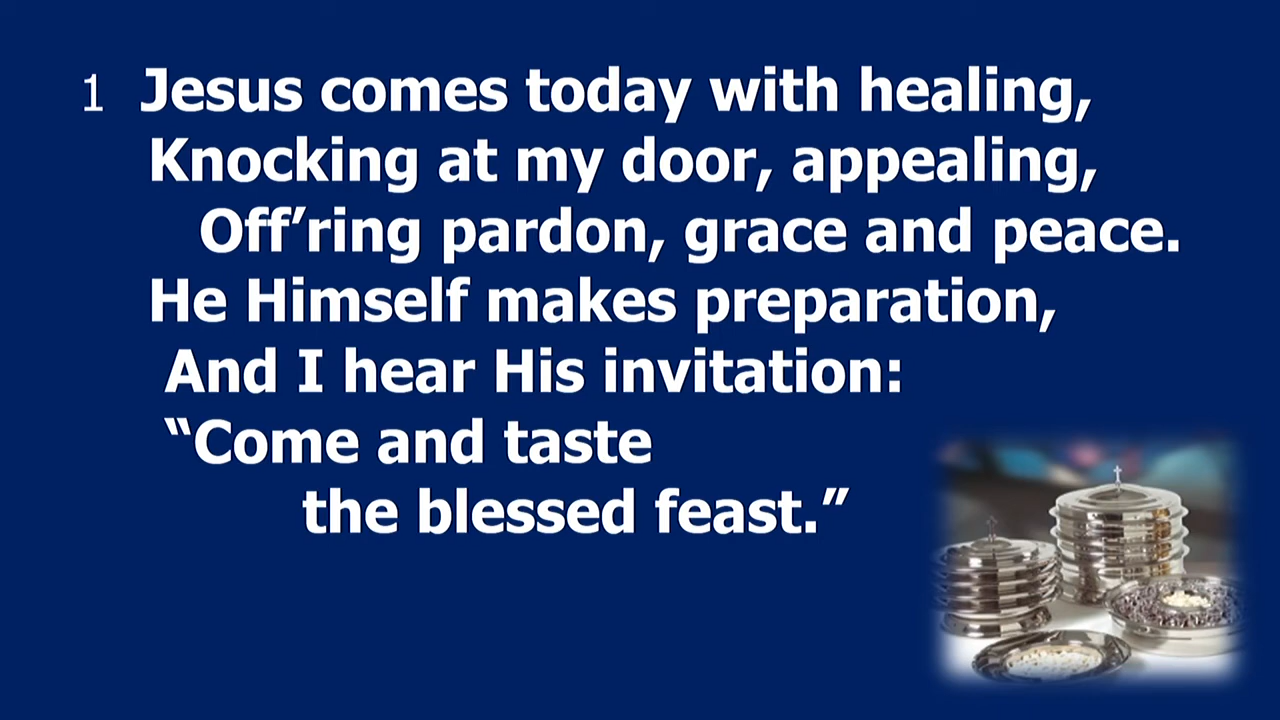 1 Jesus comes today with healing,
Knocking at my door, appealing,
Off’ring pardon, grace and peace.
He Himself makes preparation,
And I hear His invitation:
“Come and taste
the blessed feast.”